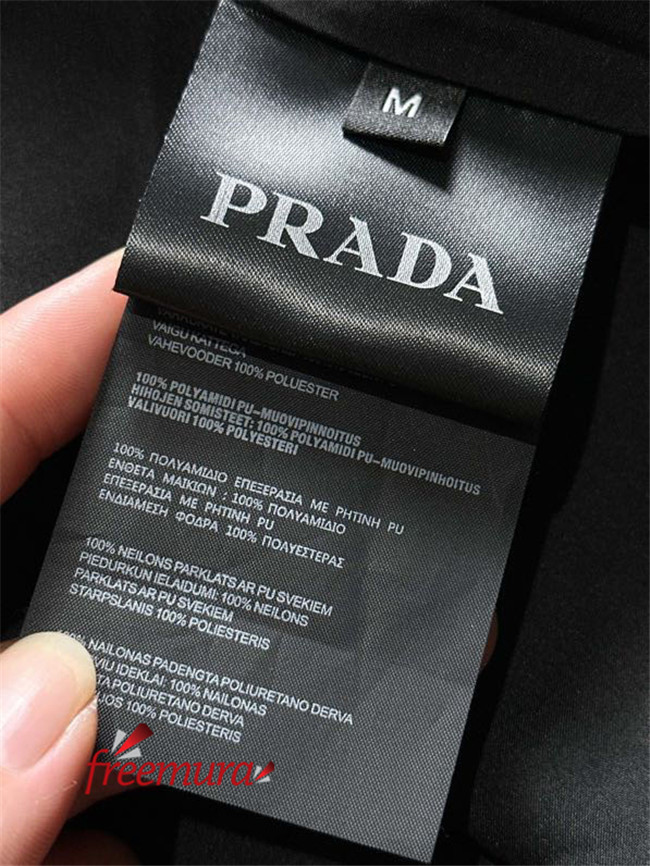 M
PRADA
VAIGU KATTEGA
VAHEVOODER 100% POLUESTER
100% POLYAMIDI PU-MUOVIPINNOITUS
HIHOJEN SOMISTEET: 100% POLYAMIDI PU-MUOVIPINHOITUS
VALIVUORI 100% POLYESTERI
100% ΠΟΛΥΑΜΙΔΙΟ ΕΠΕΞΕΡΑΣΙΑ ΜΕ ΡΗΤΙΝΗ PU
ΕΝΘΕΤΑ ΜΑΙΚΙΩΝ : 100% ΠΟΛΥΑΜΙΔΙΟ
ΕΠΕΞΕΡΑΣΙΑ ΜΕ ΡΗΤΙΝΗ PU
ΕΝΔΙΑΜΕΣΗ ΦΟΔΡΑ 100% ΠΟΛΥΕΣΤΕΡΑΣ
100% NEILONS PARKLATS AR PU SVEKIEM
PIEDURKUN IELAIDUMI: 100% NEILONS
PARKLATS AR PU SVEKIEM
STARPSLANIS 100% POLIESTERIS
NAILONAS PADENGTA POLIURETANO DERVA
IDEKLAI: 100% NAILONAS
POLIURETANO DERVA
100% POLIESTERIS
freemura